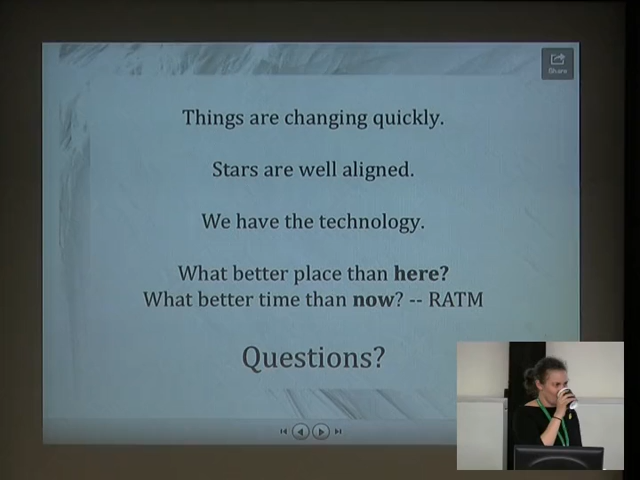 Share
Things are changing quickly.
Stars are well aligned.
We have the technology.
What better place than here?
What better time than now? -- RATM
Questions?